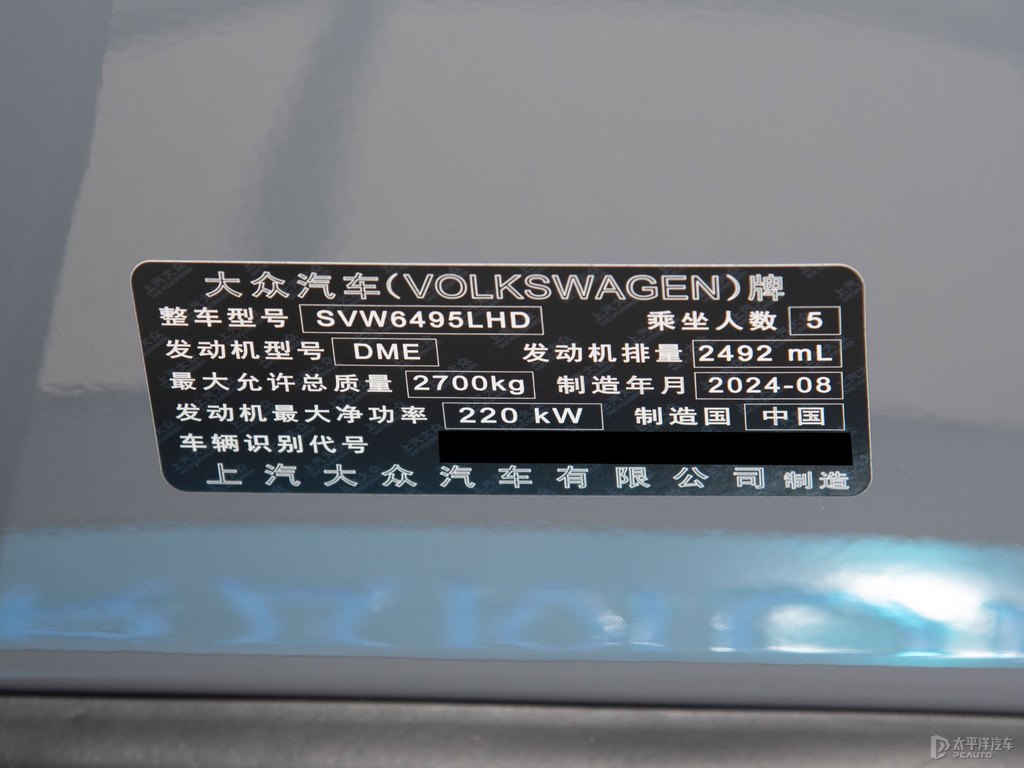 大众汽车(VOLKSWAGEN)牌
整车型号 SVW6495LHD 乘坐人数 5
发动机型号 DME 发动机排量 2492 mL
最大允许总质量 2700kg 制造年月 2024-08
发动机最大净功率 220 kW 制造国 中国
车辆识别代号
上汽大众汽车有限公司 制造
太平洋汽车
PCAUTO